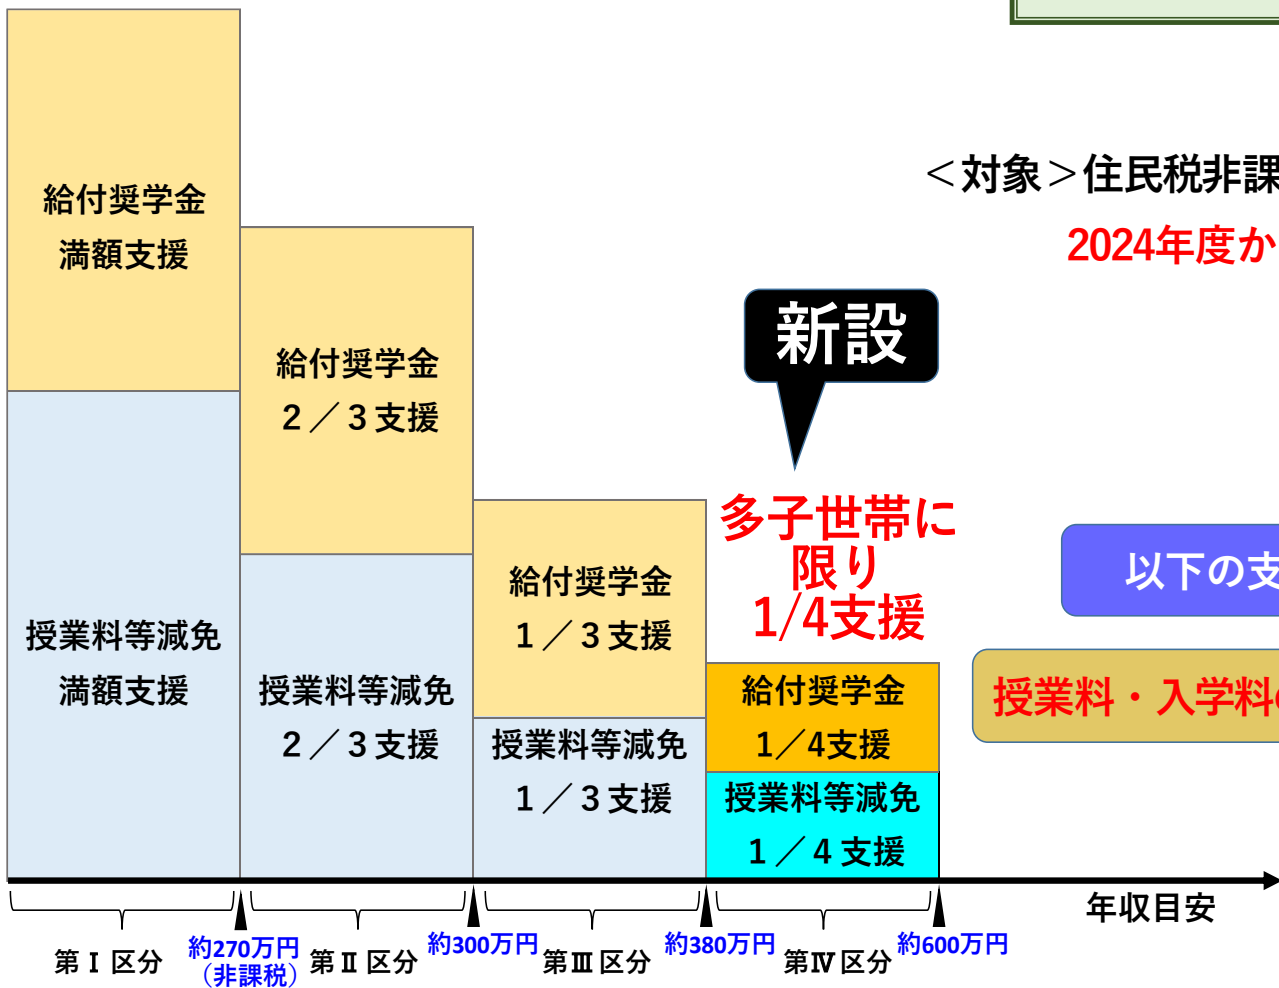 ＜対象＞住民税非課
2024年度か
給付奨学金
満額支援
授業料等減免
満額支援
給付奨学金
２／３支援
授業料等減免
２／３支援
給付奨学金
１／３支援
授業料等減免
１／３支援
新設
多子世帯に
限り
1/4支援
給付奨学金
1／4支援
授業料等減免
１／４支援
以下の支
授業料・入学料
年収目安
第Ⅰ区分
約270万円
（非課税）
第Ⅱ区分
約300万円
第Ⅲ区分
約380万円
第Ⅳ区分
約600万円